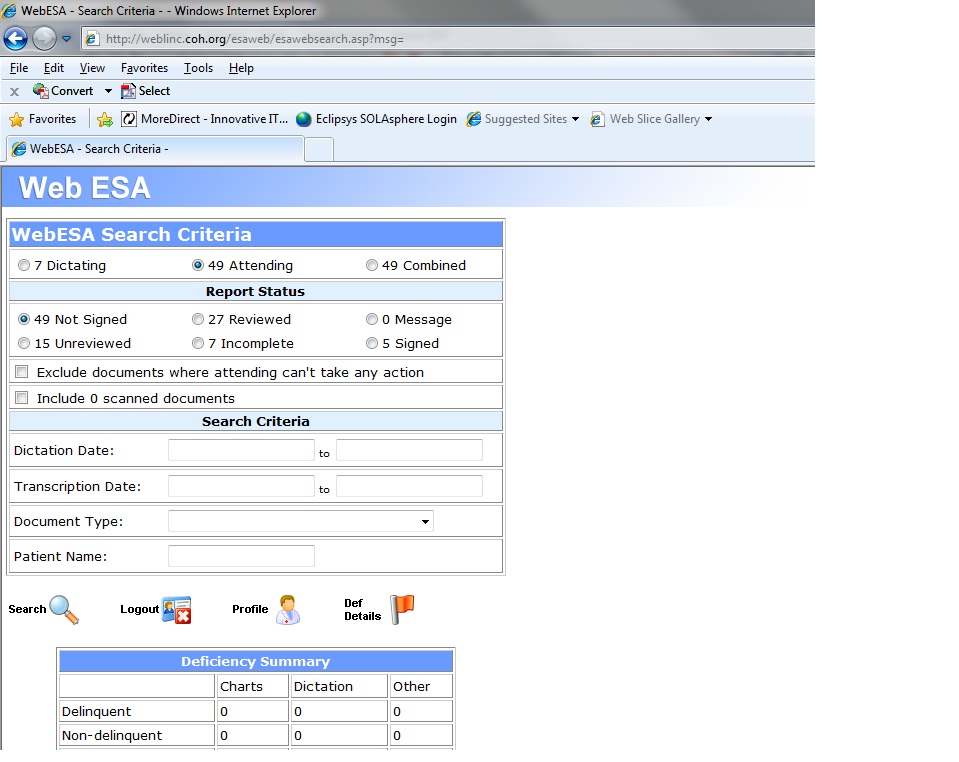 WebESA - Search Criteria - - Windows Internet Explorer
http://weblinc.coh.org/esaweb/esawebsearch.asp?msg=
File Edit View Favorites Tools Help
x Convert Select
Favorites MoreDirect - Innovative IT... Eclipsys SOLAsphere Login Suggested Sites Web Slice Gallery
WebESA - Search Criteria -
Web ESA
WebESA Search Criteria
7 Dictating 49 Attending 49 Combined
Report Status
49 Not Signed 27 Reviewed 0 Message
15 Unreviewed 7 Incomplete 5 Signed
Exclude documents where attending can't take any action
Include 0 scanned documents
Search Criteria
Dictation Date: to
Transcription Date: to
Document Type:
Patient Name:
Search Logout Profile Def Details
Deficiency Summary
Charts Dictation Other
Delinquent 0 0 0
Non-delinquent 0 0 0